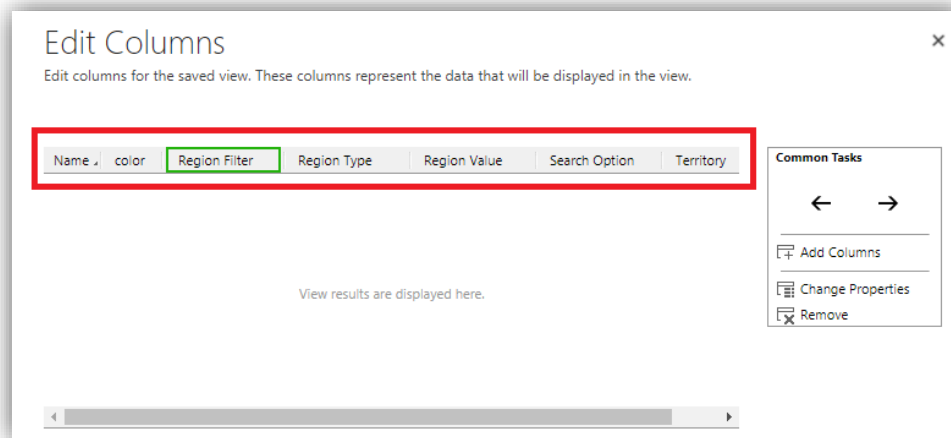 Edit Columns
Edit columns for the saved view. These columns represent the data that will be displayed in the view.
Name color Region Filter Region Type Region Value Search Option Territory
Common Tasks
Add Columns
View results are displayed here.
Change Properties
Remove